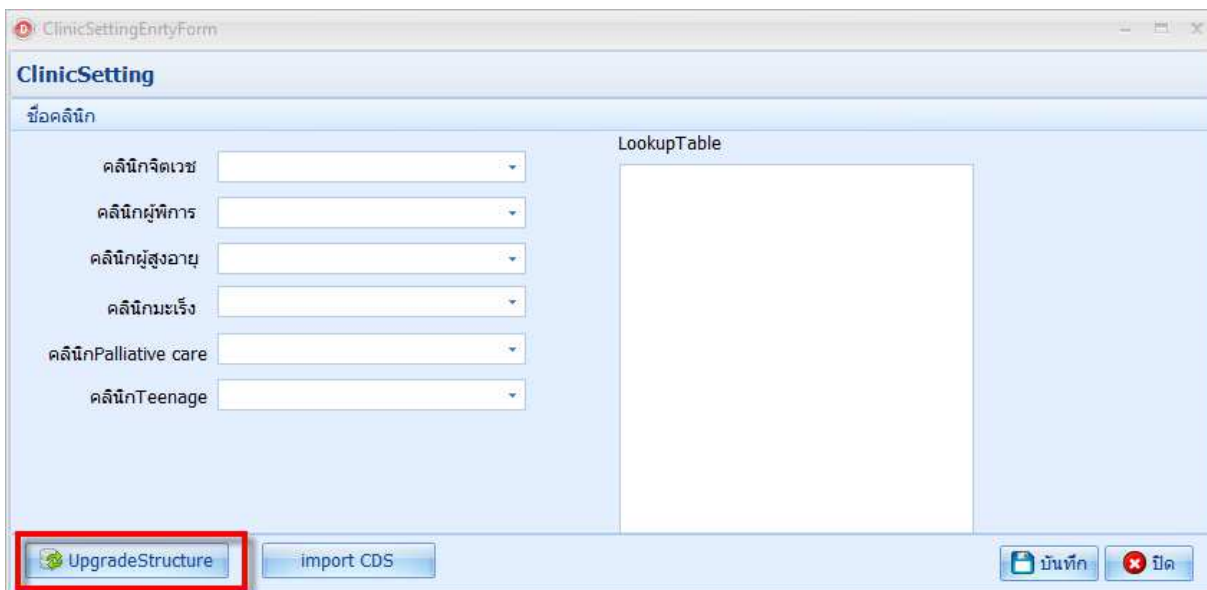 ClinicSettingEnrtyForm
ClinicSetting
ชื่อคลินิก
LookupTable
คลินิกจิตเวช
คลินิกผู้พิการ
คลินิกผู้สูงอายุ
คลินิกมะเร็ง
คลินิกPalliative care
คลินิกTeenage
UpgradeStructure import CDS บันทึก ปิด